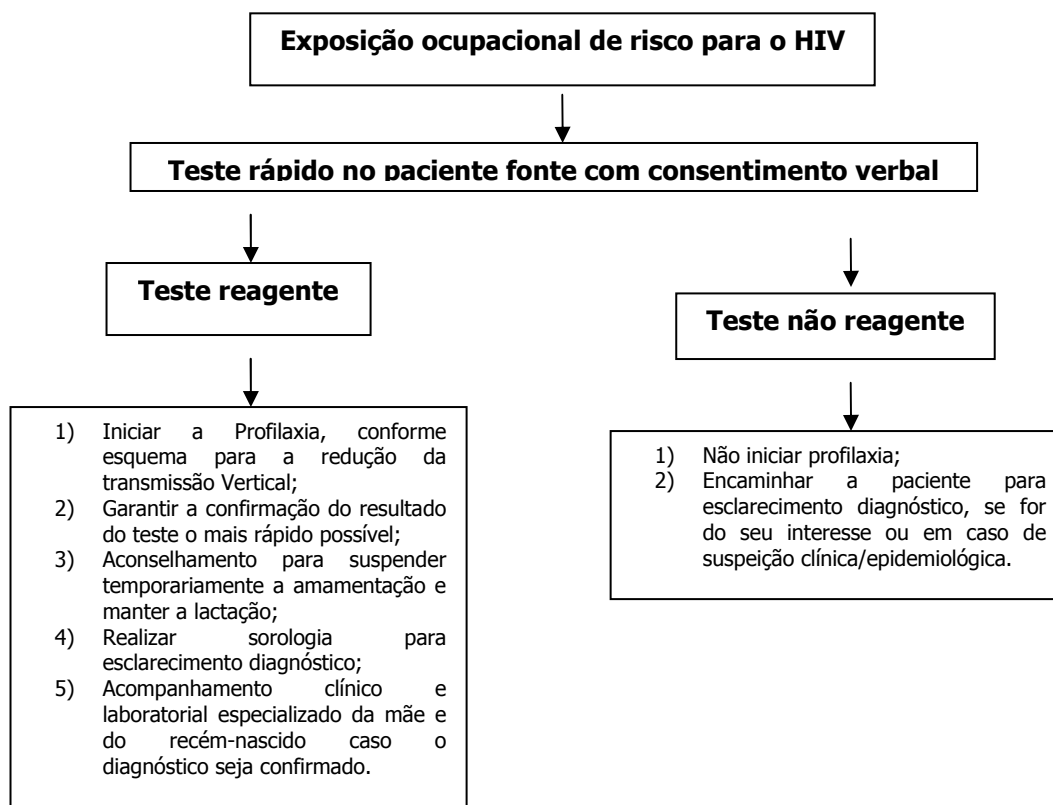 Exposição ocupacional de risco para o HIV
Teste rápido no paciente fonte com consentimento verbal
Teste reagente
Teste não reagente
1) Iniciar a Profilaxia, conforme
esquema para a redução da
transmissão Vertical;
2) Garantir a confirmação do resultado
do teste o mais rápido possível;
3) Aconselhamento para suspender
temporariamente a amamentação e
manter a lactação;
4) Realizar sorologia para
esclarecimento diagnóstico;
5) Acompanhamento clínico e
laboratorial especializado da mãe e
do recém-nascido caso o
diagnóstico seja confirmado.
1) Não iniciar profilaxia;
2) Encaminhar a paciente para
esclarecimento diagnóstico, se for
do seu interesse ou em caso de
suspeição clínica/epidemiológica.